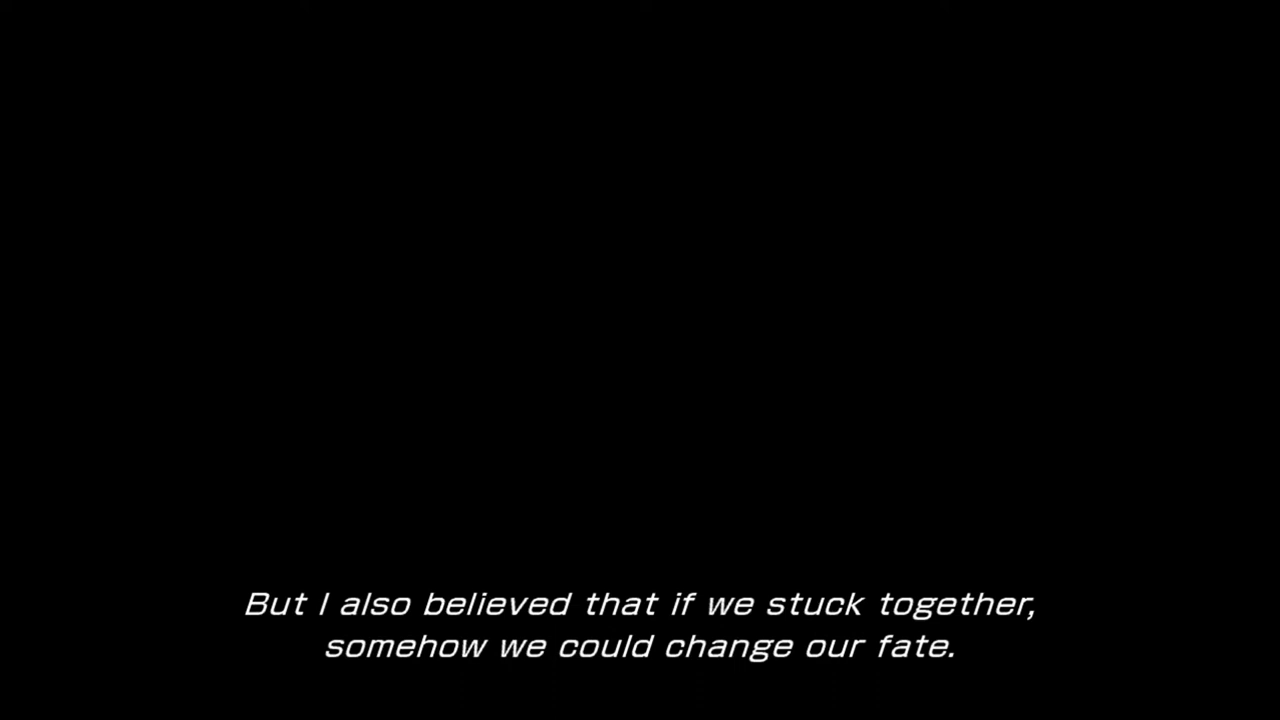 But I also believed that if we stuck together,
somehow we could change our fate.